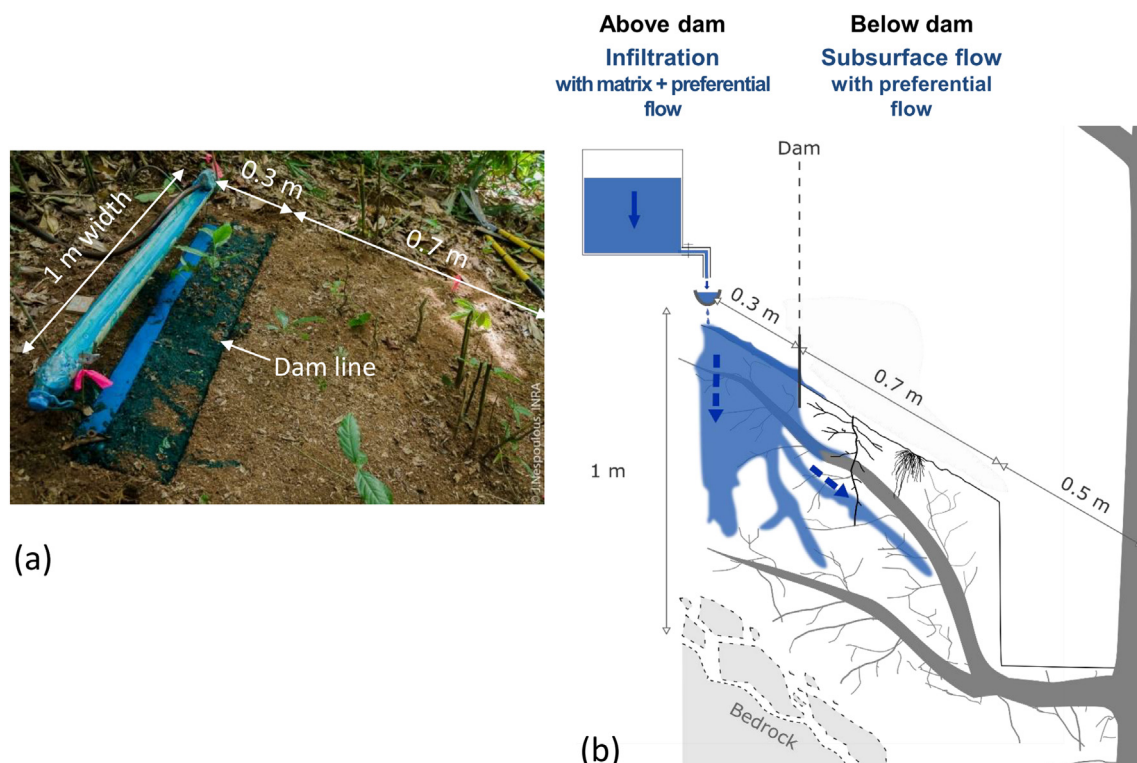 Above dam
Infiltration
with matrix + preferential
flow
Below dam
Subsurface flow
with preferential
flow
1 m width
0.3 m
0.7 m
Dam line
J.Nespoulous, INRA
(a)
Dam
0.3 m
0.7 m
0.5 m
1 m
Bedrock
(b)